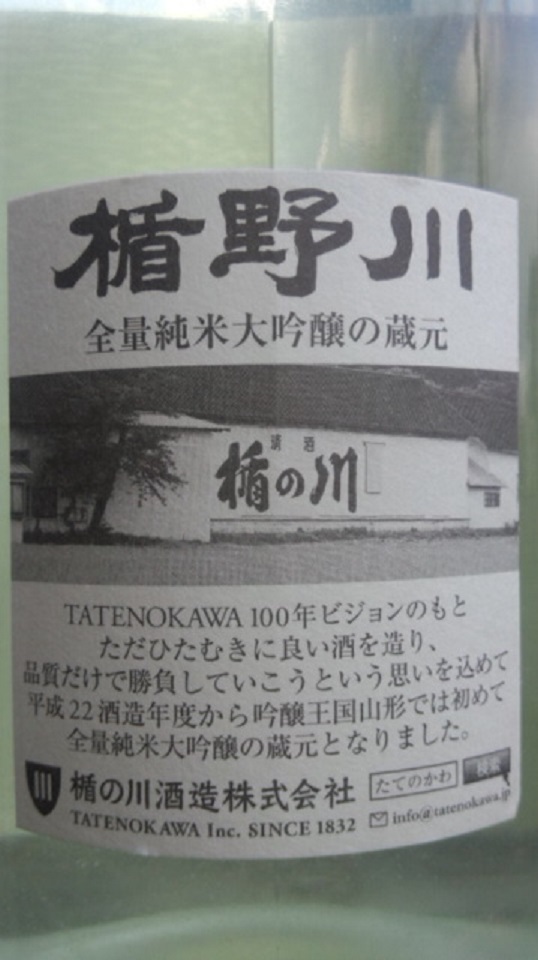 楯野川
全量純米大吟醸の蔵元
清酒
楯の川
TATENOKAWA 100年ビジョンのもと
ただひたむきに良い酒を造り、
品質だけで勝負していこうという思いを込めて
平成22酒造年度から吟醸王国山形では初めて
全量純米大吟醸の蔵元となりました。
楯の川酒造株式会社 たてのかわ 検索
TATENOKAWA Inc. SINCE 1832 info@tatenokawa.jp